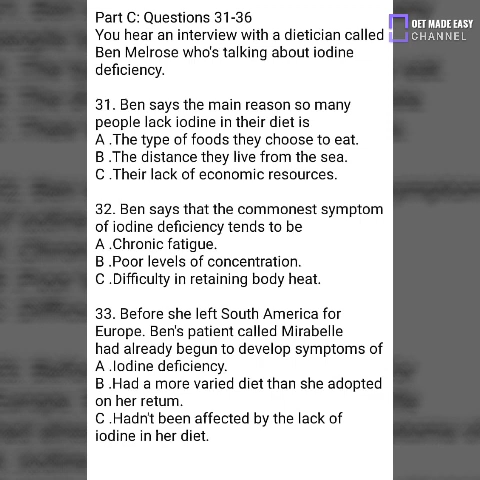 Part C: Questions 31-36
You hear an interview with a dietician called
Ben Melrose who's talking about iodine
deficiency.
31. Ben says the main reason so many
people lack iodine in their diet is
A .The type of foods they choose to eat.
B .The distance they live from the sea.
C .Their lack of economic resources.
32. Ben says that the commonest symptom
of iodine deficiency tends to be
A .Chronic fatigue.
B .Poor levels of concentration.
C .Difficulty in retaining body heat.
33. Before she left South America for
Europe. Ben's patient called Mirabelle
had already begun to develop symptoms of
A .Iodine deficiency.
B .Had a more varied diet than she adopted
on her retum.
C .Hadn't been affected by the lack of
iodine in her diet.
OET MADE EASY
CHANNEL